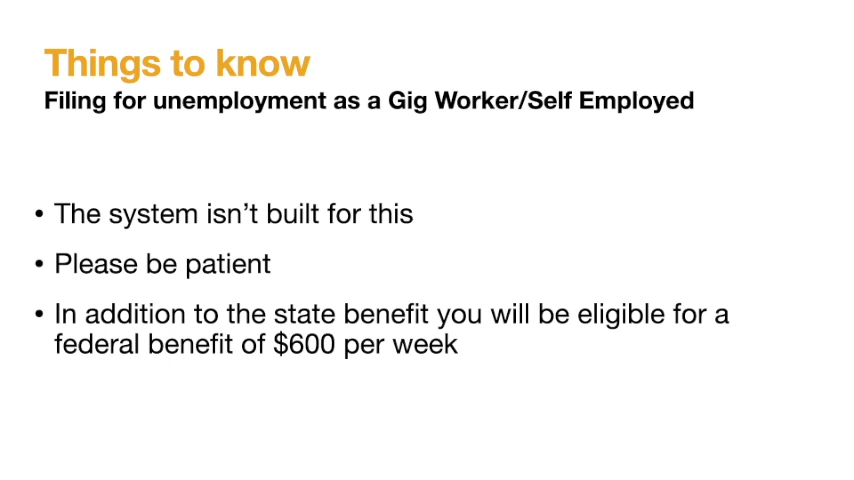 Things to know
Filing for unemployment as a Gig Worker/Self Employed
• The system isn’t built for this
• Please be patient
• In addition to the state benefit you will be eligible for a
federal benefit of $600 per week